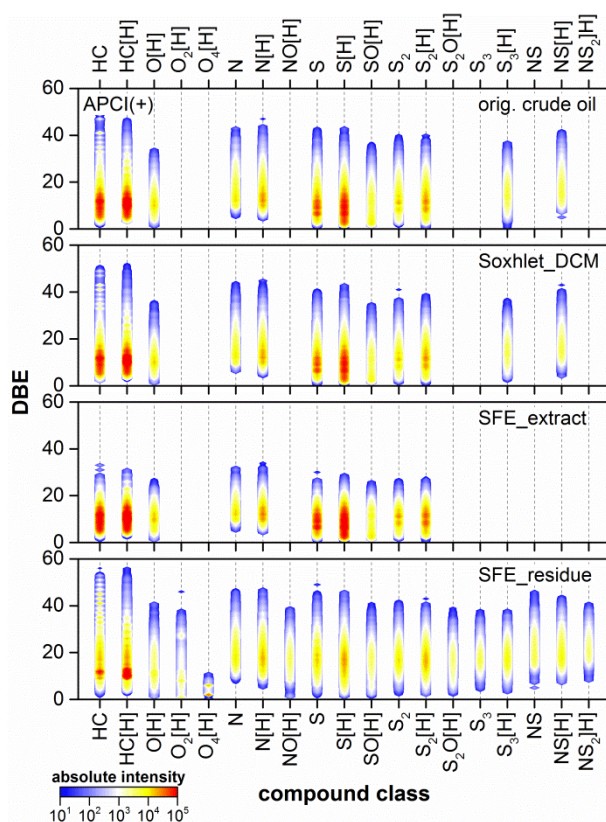 HC HC[H] O[H] O₂[H] O₄[H] N N[H] NO[H] S S[H] SO[H] S₂ S₂[H] S₂O[H] S₃ S₃[H] NS NS[H] NS₂]H]
60 APCI(+) orig. crude oil
40
20
0
60 Soxhlet_DCM
40
20
0
DBE
60 SFE_extract
40
20
0
60 SFE_residue
40
20
0
HC HC[H] O[H] O₂[H] O₄[H] N N[H] NO[H] S S[H] SO[H] S₂ S₂[H] S₂O[H] S₃ S₃[H] NS NS[H] NS₂]H]
absolute intensity
10¹ 10² 10³ 10⁴ 10⁵
compound class